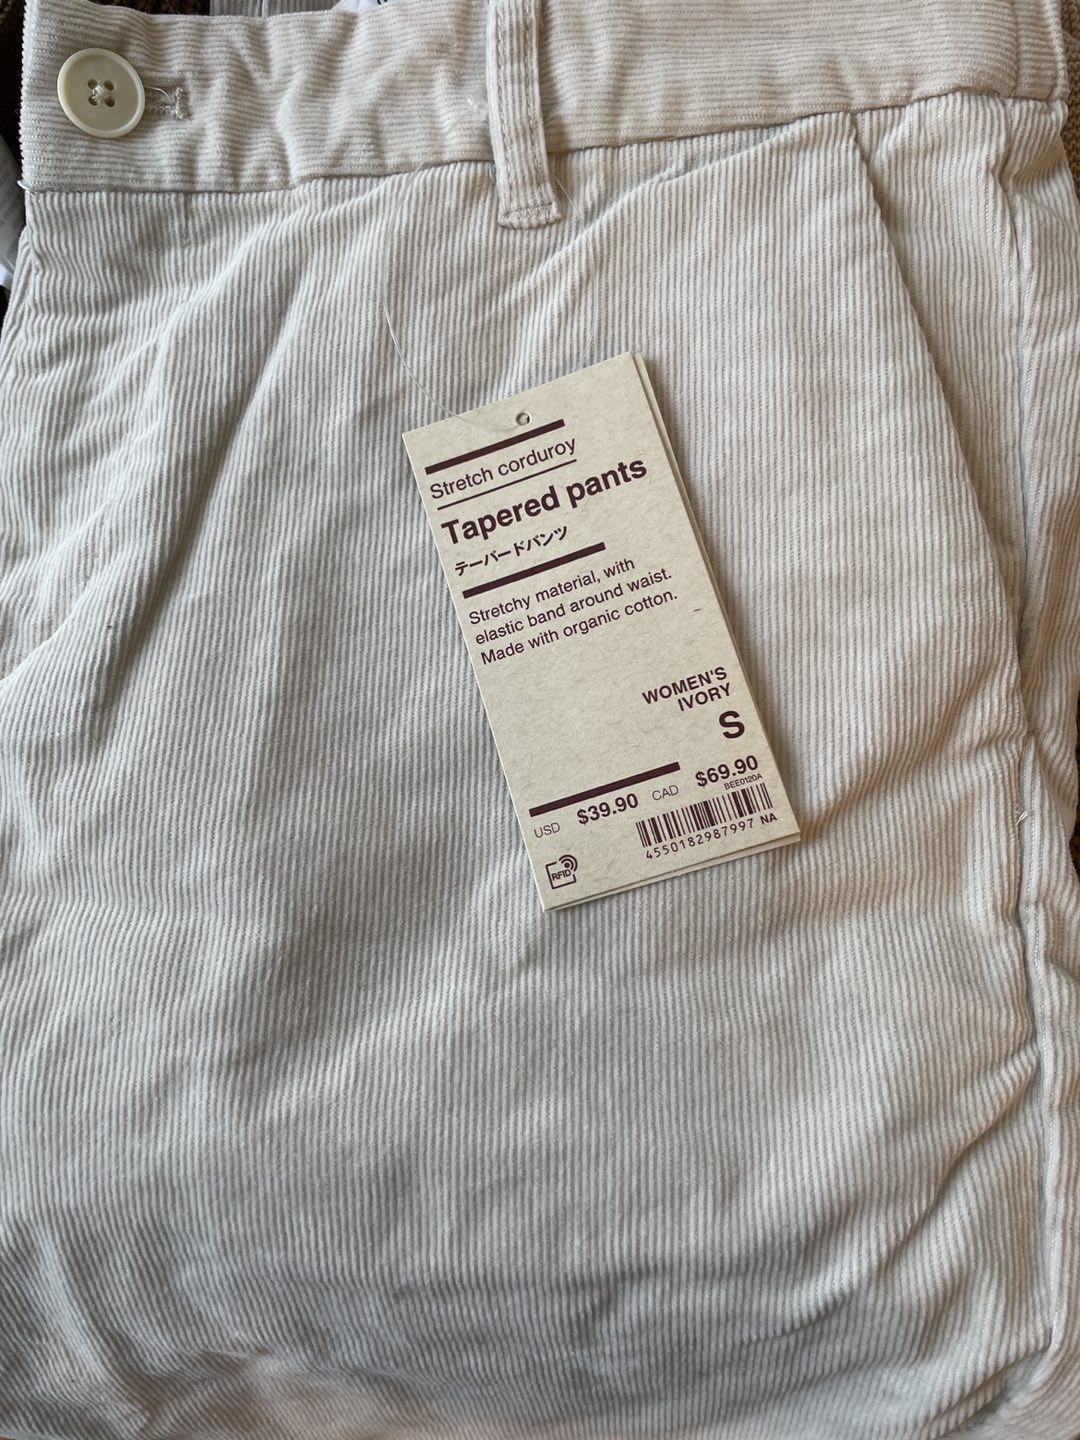 Stretch corduroy
Tapered pants
テーパードパンツ
Stretchy material, with
elastic band around waist.
Made with organic cotton.
WOMEN'S
IVORY
S
USD $39.90 CAD $69.90
BEE0120A
4550182987997 NA
RFID